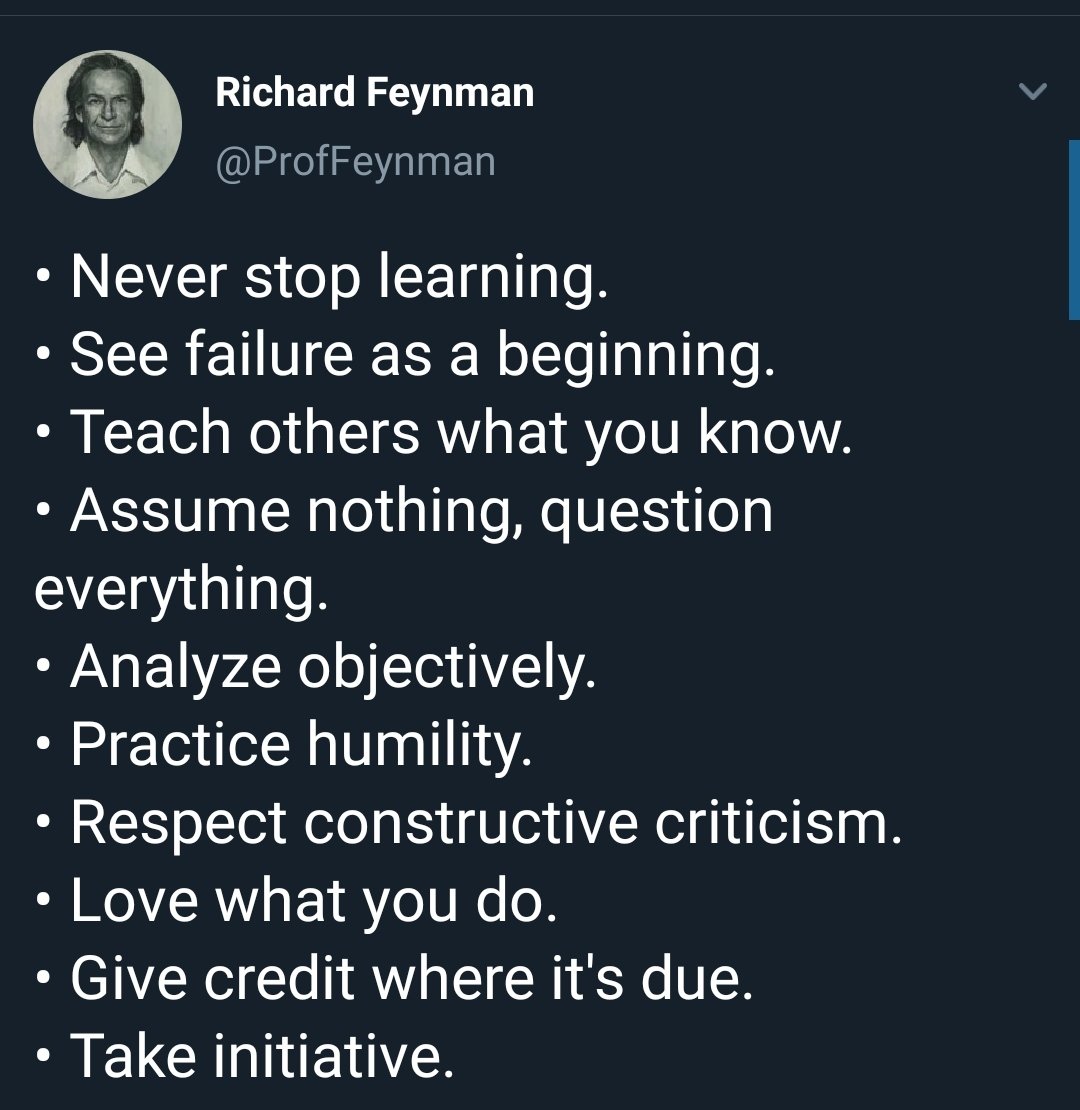 Richard Feynman
@ProfFeynman
• Never stop learning.
• See failure as a beginning.
• Teach others what you know.
• Assume nothing, question
everything.
• Analyze objectively.
• Practice humility.
• Respect constructive criticism.
• Love what you do.
• Give credit where it's due.
• Take initiative.